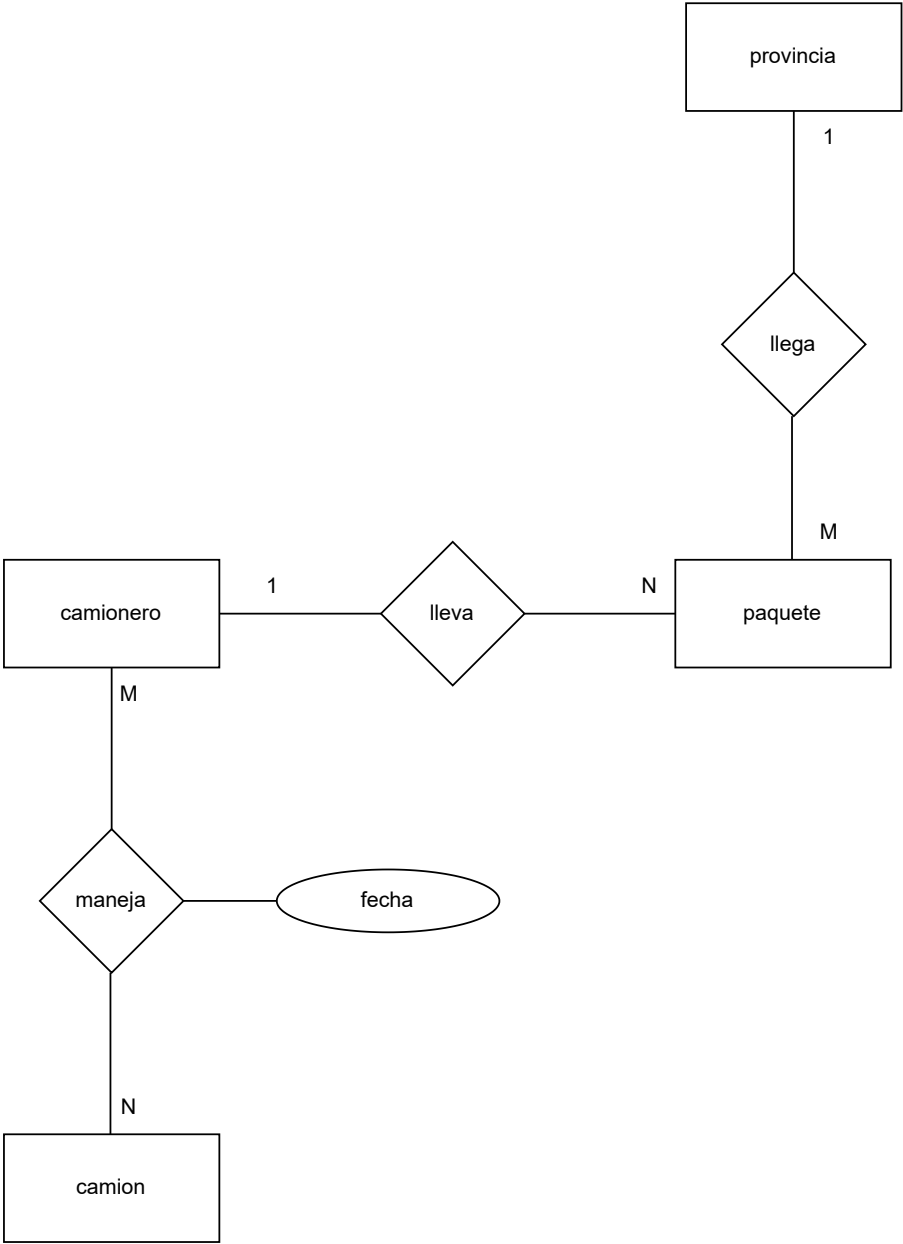 provincia
1
llega
M
camionero
1
lleva
N
paquete
M
maneja
fecha
N
camion